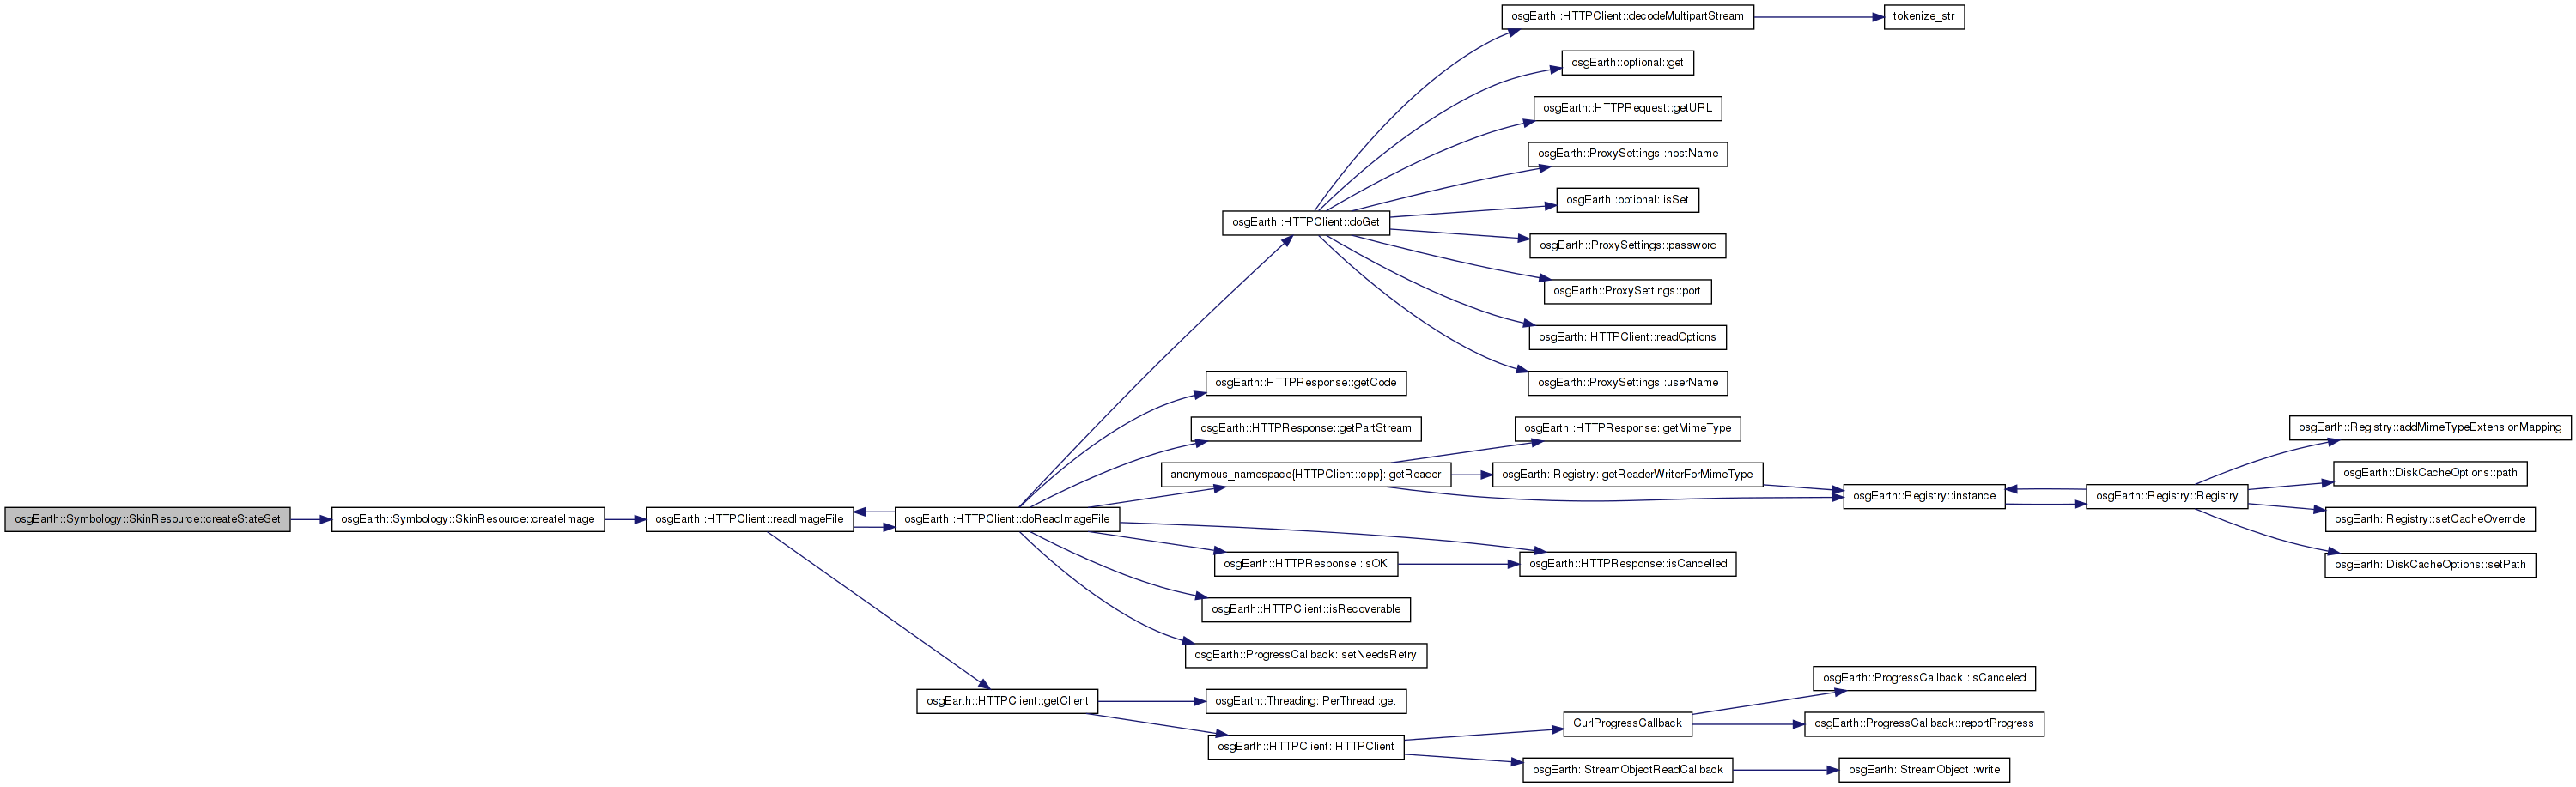 osgEarth::HTTPClient::decodeMultipartStream
tokenize_str
osgEarth::optional::get
osgEarth::HTTPRequest::getURL
osgEarth::ProxySettings::hostName
osgEarth::optional::isSet
osgEarth::HTTPClient::doGet
osgEarth::ProxySettings::password
osgEarth::ProxySettings::port
osgEarth::HTTPClient::readOptions
osgEarth::HTTPResponse::getCode
osgEarth::ProxySettings::userName
osgEarth::HTTPResponse::getPartStream
osgEarth::HTTPResponse::getMimeType
osgEarth::Registry::addMimeTypeExtensionMapping
anonymous_namespace{HTTPClient::cpp}::getReader
osgEarth::Registry::getReaderWriterForMimeType
osgEarth::DiskCacheOptions::path
osgEarth::Registry::instance
osgEarth::Registry::Registry
osgEarth::Symbology::SkinResource::createStateSet
osgEarth::Symbology::SkinResource::createImage
osgEarth::HTTPClient::readImageFile
osgEarth::HTTPClient::doReadImageFile
osgEarth::Registry::setCacheOverride
osgEarth::HTTPResponse::isOK
osgEarth::HTTPResponse::isCancelled
osgEarth::DiskCacheOptions::setPath
osgEarth::HTTPClient::isRecoverable
osgEarth::ProgressCallback::setNeedsRetry
osgEarth::ProgressCallback::isCanceled
osgEarth::HTTPClient::getClient
osgEarth::Threading::PerThread::get
CurlProgressCallback
osgEarth::ProgressCallback::reportProgress
osgEarth::HTTPClient::HTTPClient
osgEarth::StreamObjectReadCallback
osgEarth::StreamObject::write